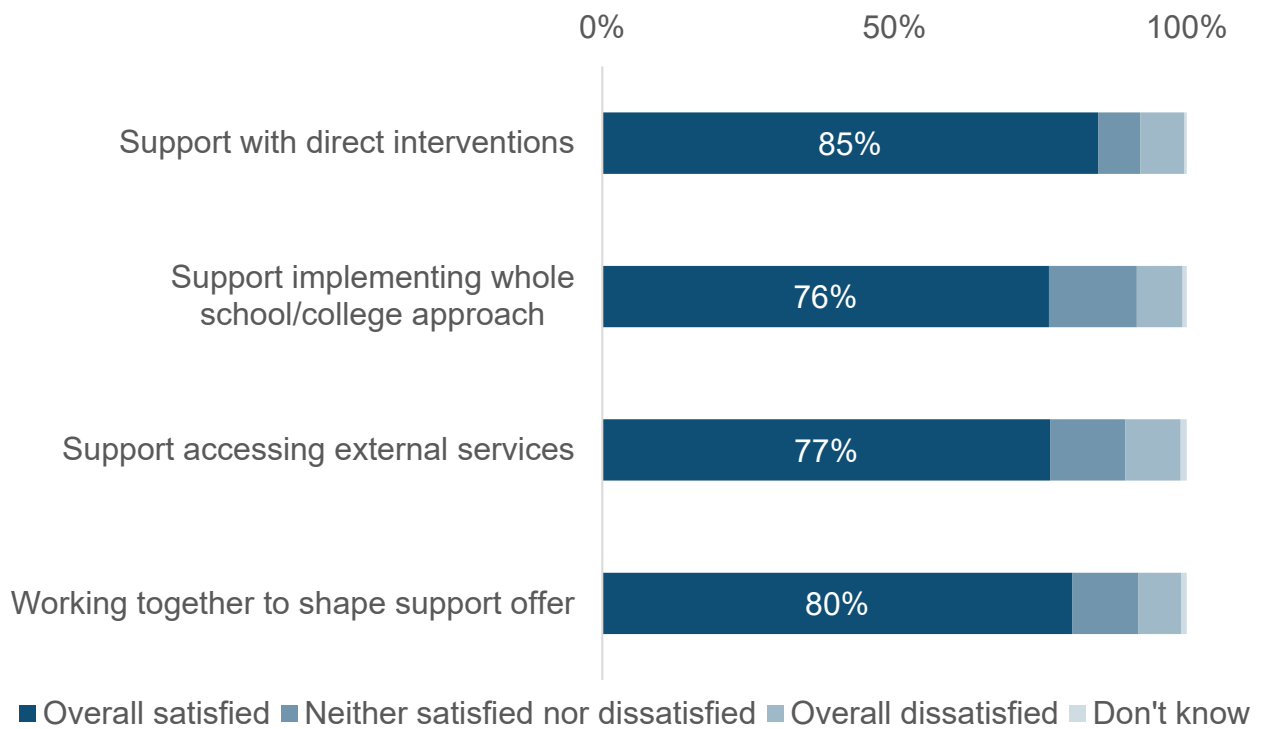 0% 50% 100%
Support with direct interventions 85%
Support implementing whole
school/college approach 76%
Support accessing external services 77%
Working together to shape support offer 80%
Overall satisfied Neither satisfied nor dissatisfied Overall dissatisfied Don't know